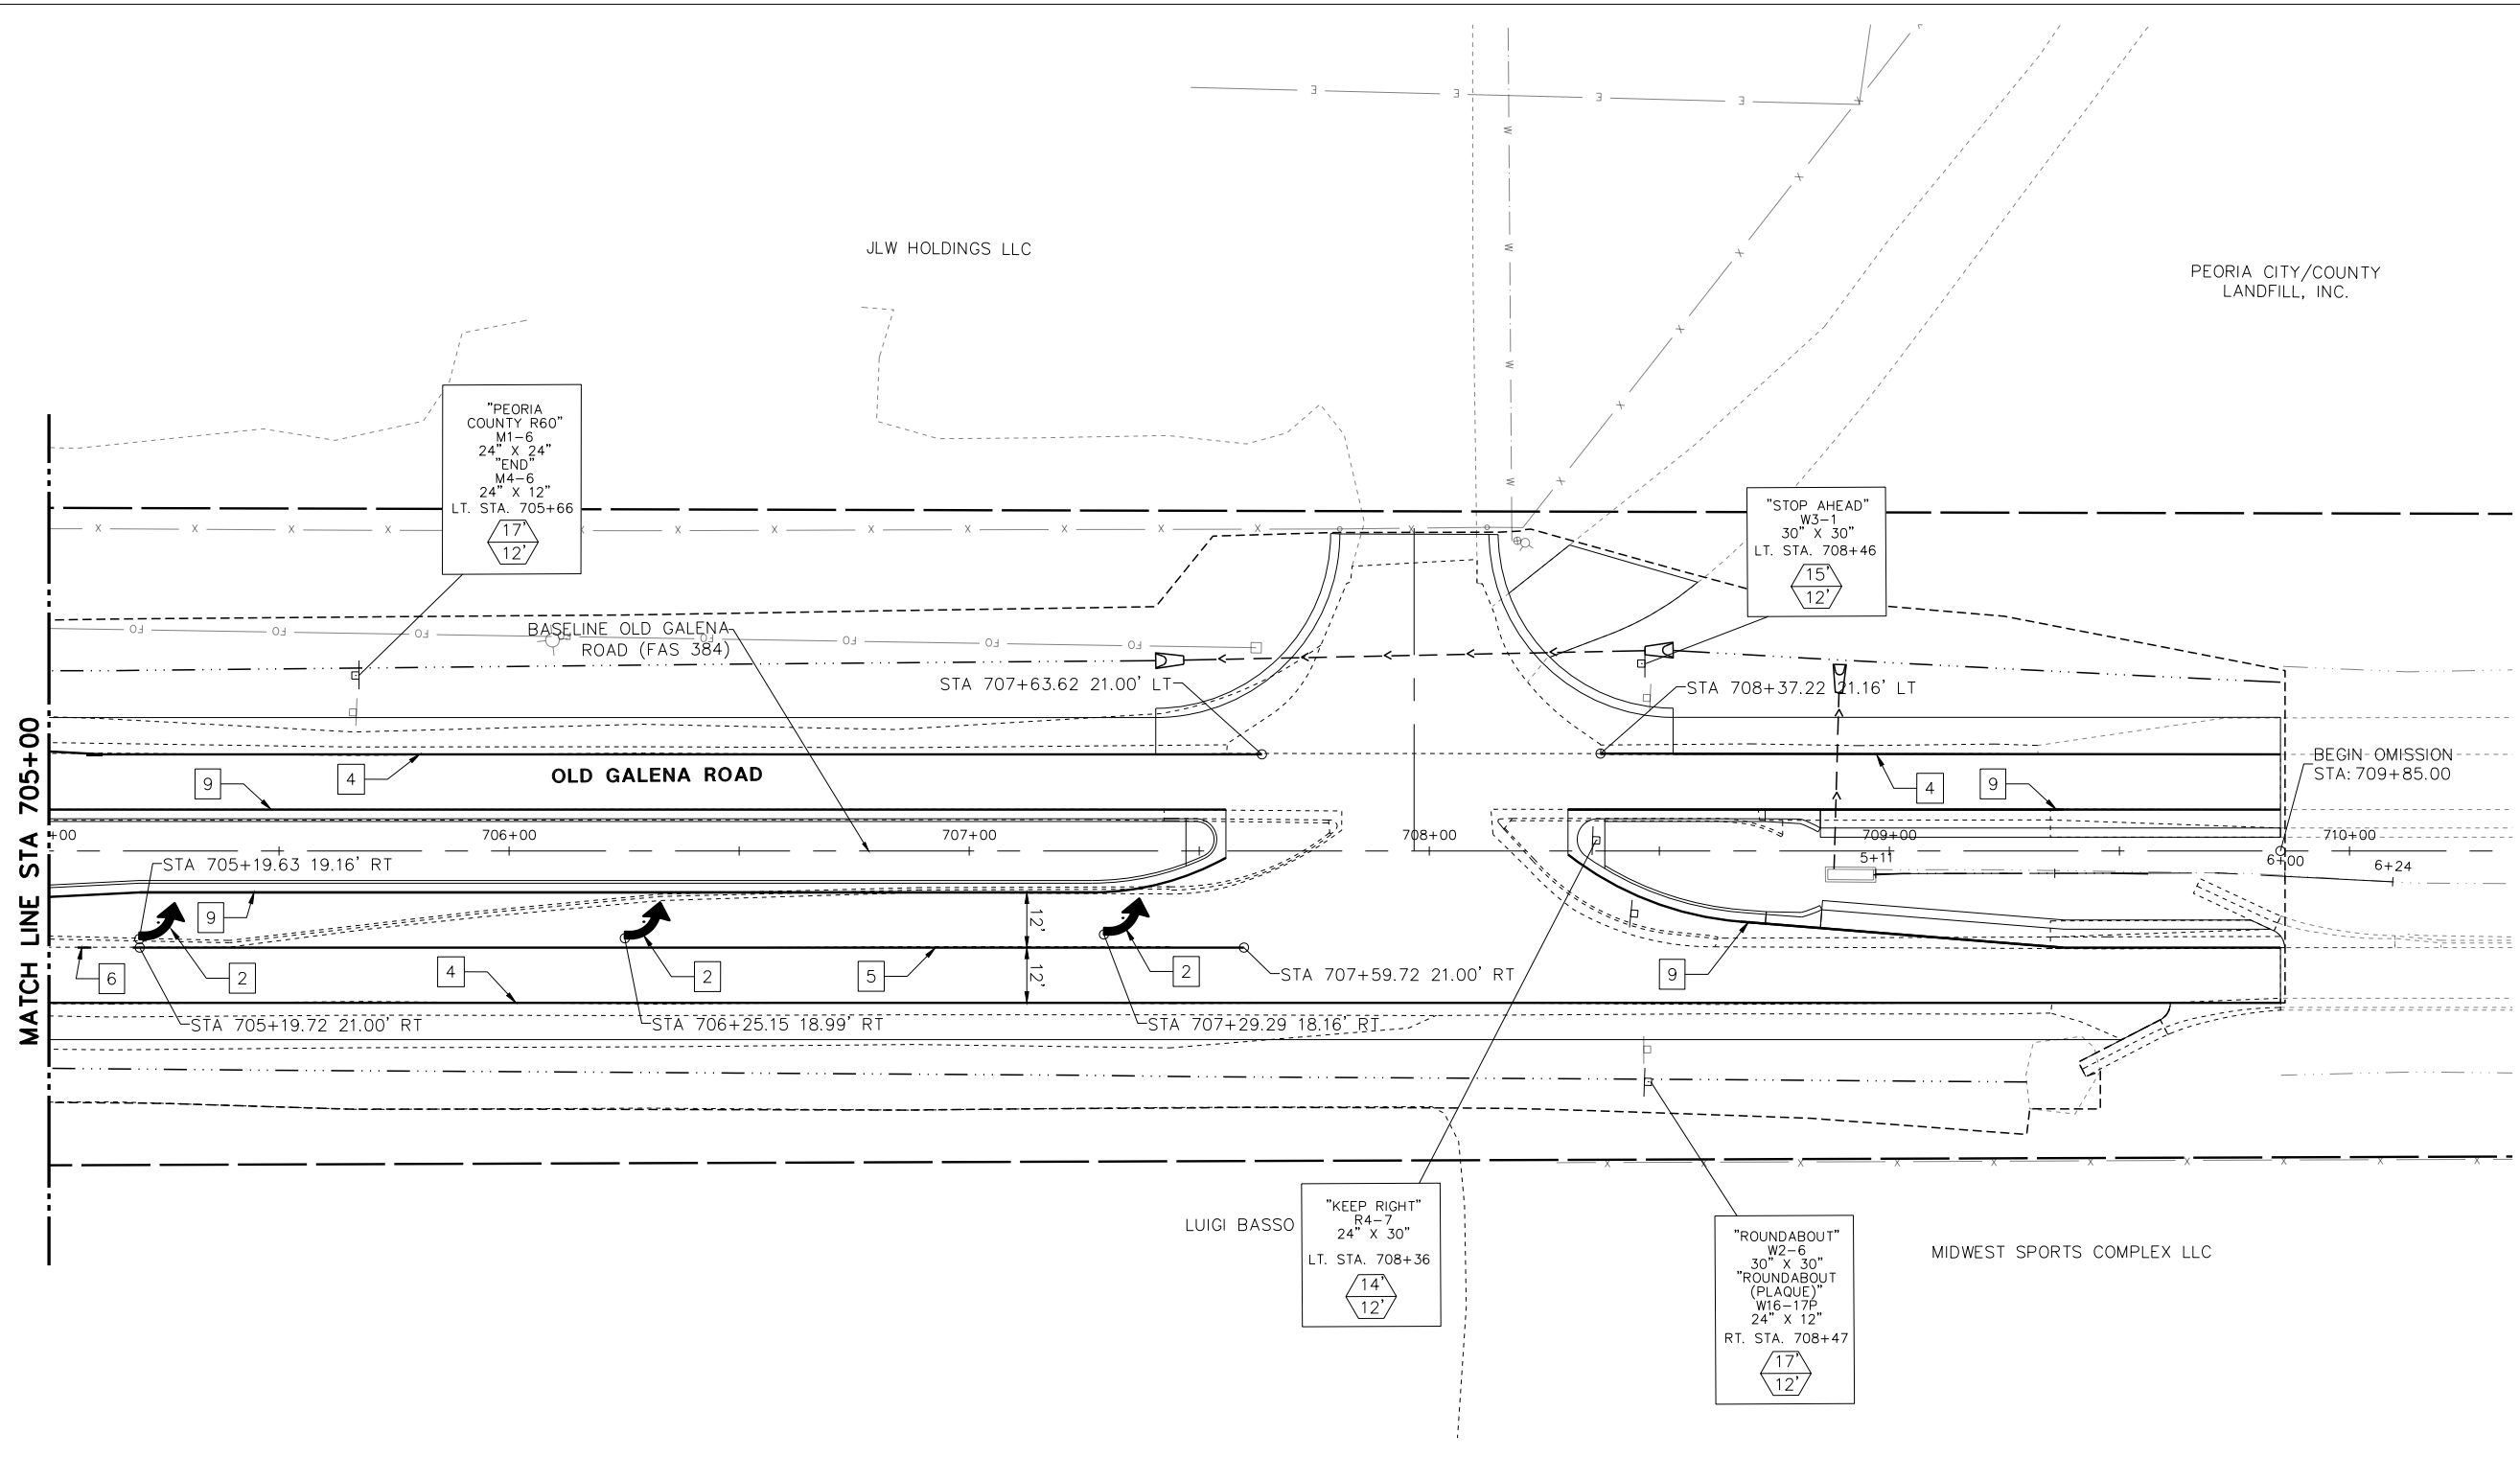 JLW HOLDINGS LLC
PEORIA CITY/COUNTY
LANDFILL, INC.
"PEORIA
COUNTY R60"
M1-6
24" X 24"
"END"
M4-6
24" X 12"
LT. STA. 705+66
17'
12'
"STOP AHEAD"
W3-1
30" X 30"
LT. STA. 708+46
15'
12'
E E E E
W W W W
X X X X X X X
X X X X X X X X X X X X X
FO FO FO FO FO FO FO FO
BASELINE OLD GALENA
ROAD (FAS 384)
STA 707+63.62 21.00' LT
STA 708+37.22 21.16' LT
BEGIN OMISSION
STA: 709+85.00
OLD GALENA ROAD
9
4
4
9
MATCH LINE STA 705+00
+00
706+00
707+00
708+00
709+00
710+00
5+11
6+00
6+24
STA 705+19.63 19.16' RT
9
12'
12'
6
2
4
2
5
2
STA 707+59.72 21.00' RT
9
STA 705+19.72 21.00' RT
STA 706+25.15 18.99' RT
STA 707+29.29 18.16' RT
X X X X X X X X X X
LUIGI BASSO
"KEEP RIGHT"
R4-7
24" X 30"
LT. STA. 708+36
14'
12'
"ROUNDABOUT"
W2-6
30" X 30"
"ROUNDABOUT
(PLAQUE)"
W16-17P
24" X 12"
RT. STA. 708+47
17'
12'
MIDWEST SPORTS COMPLEX LLC